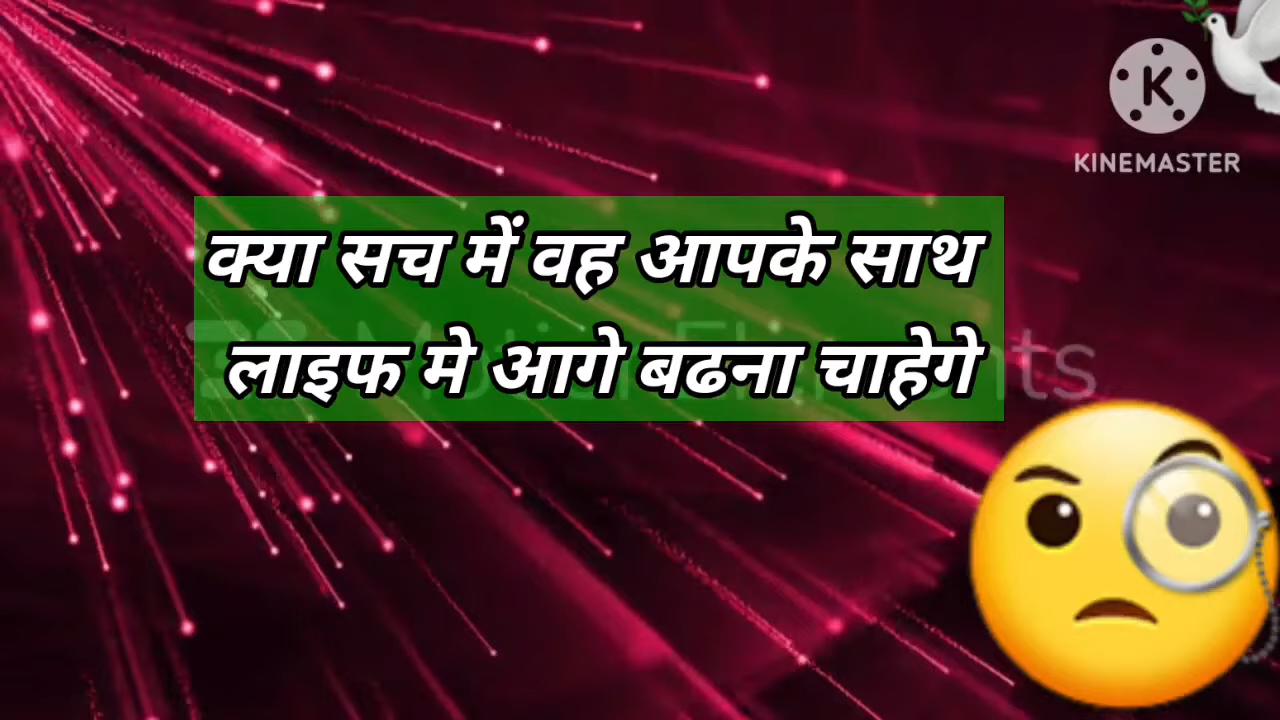 KINEMASTER
क्या सच में वह आपके साथ
लाइफ मे आगे बढना चाहेगे